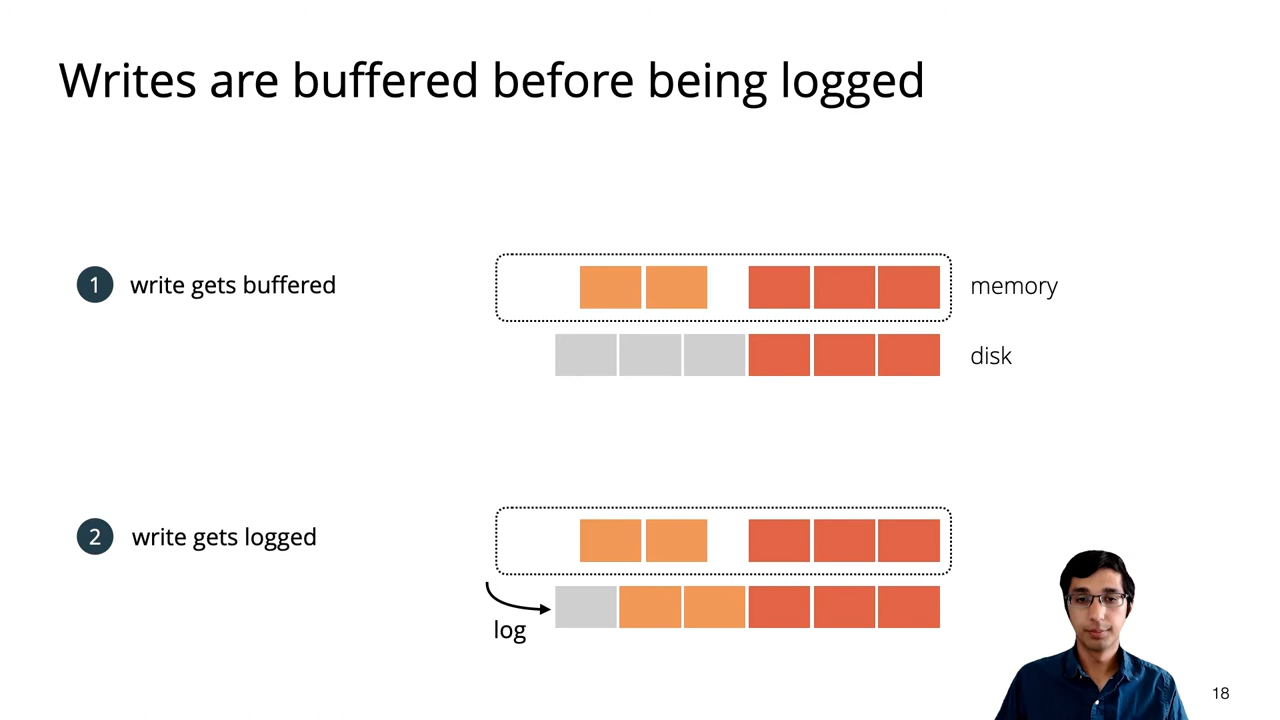 Writes are buffered before being logged
1 write gets buffered
memory
disk
2 write gets logged
log
18